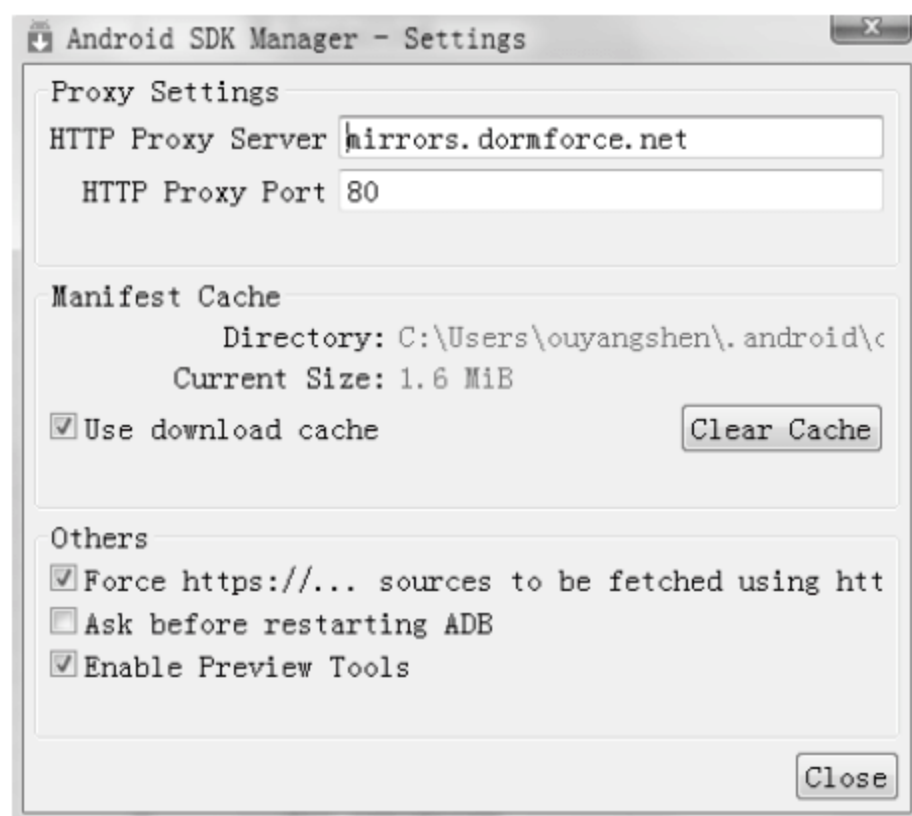 Android SDK Manager - Settings
Proxy Settings
HTTP Proxy Server mirrors.dormforce.net
HTTP Proxy Port 80
Manifest Cache
Directory: C:\Users\ouyangshen\.android\c
Current Size: 1.6 MiB
Use download cache Clear Cache
Others
Force https://... sources to be fetched using htt
Ask before restarting ADB
Enable Preview Tools
Close